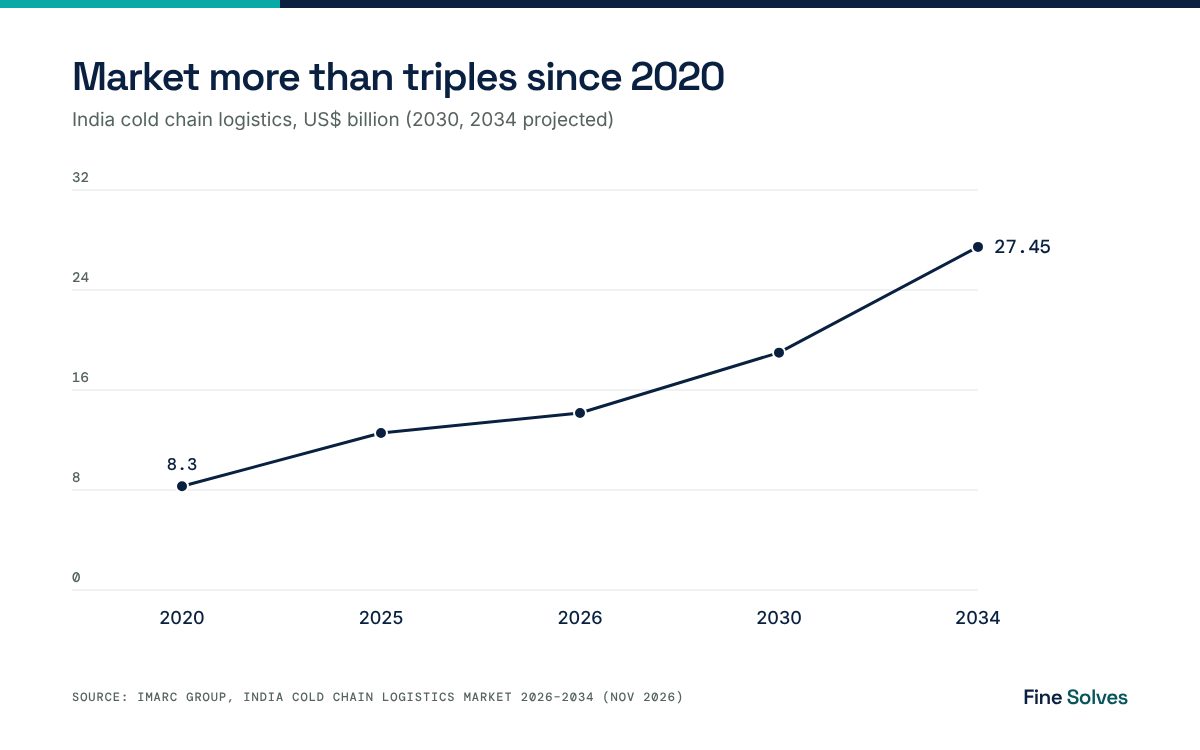 Market more than triples since 2020
India cold chain logistics, US$ billion (2030, 2034 projected)
32
27.45
24
16
8.3
8
0
2020 2025 2026 2030 2034
SOURCE: IMARC GROUP, INDIA COLD CHAIN LOGISTICS MARKET 2026–2034 (NOV 2026)
Fine Solves